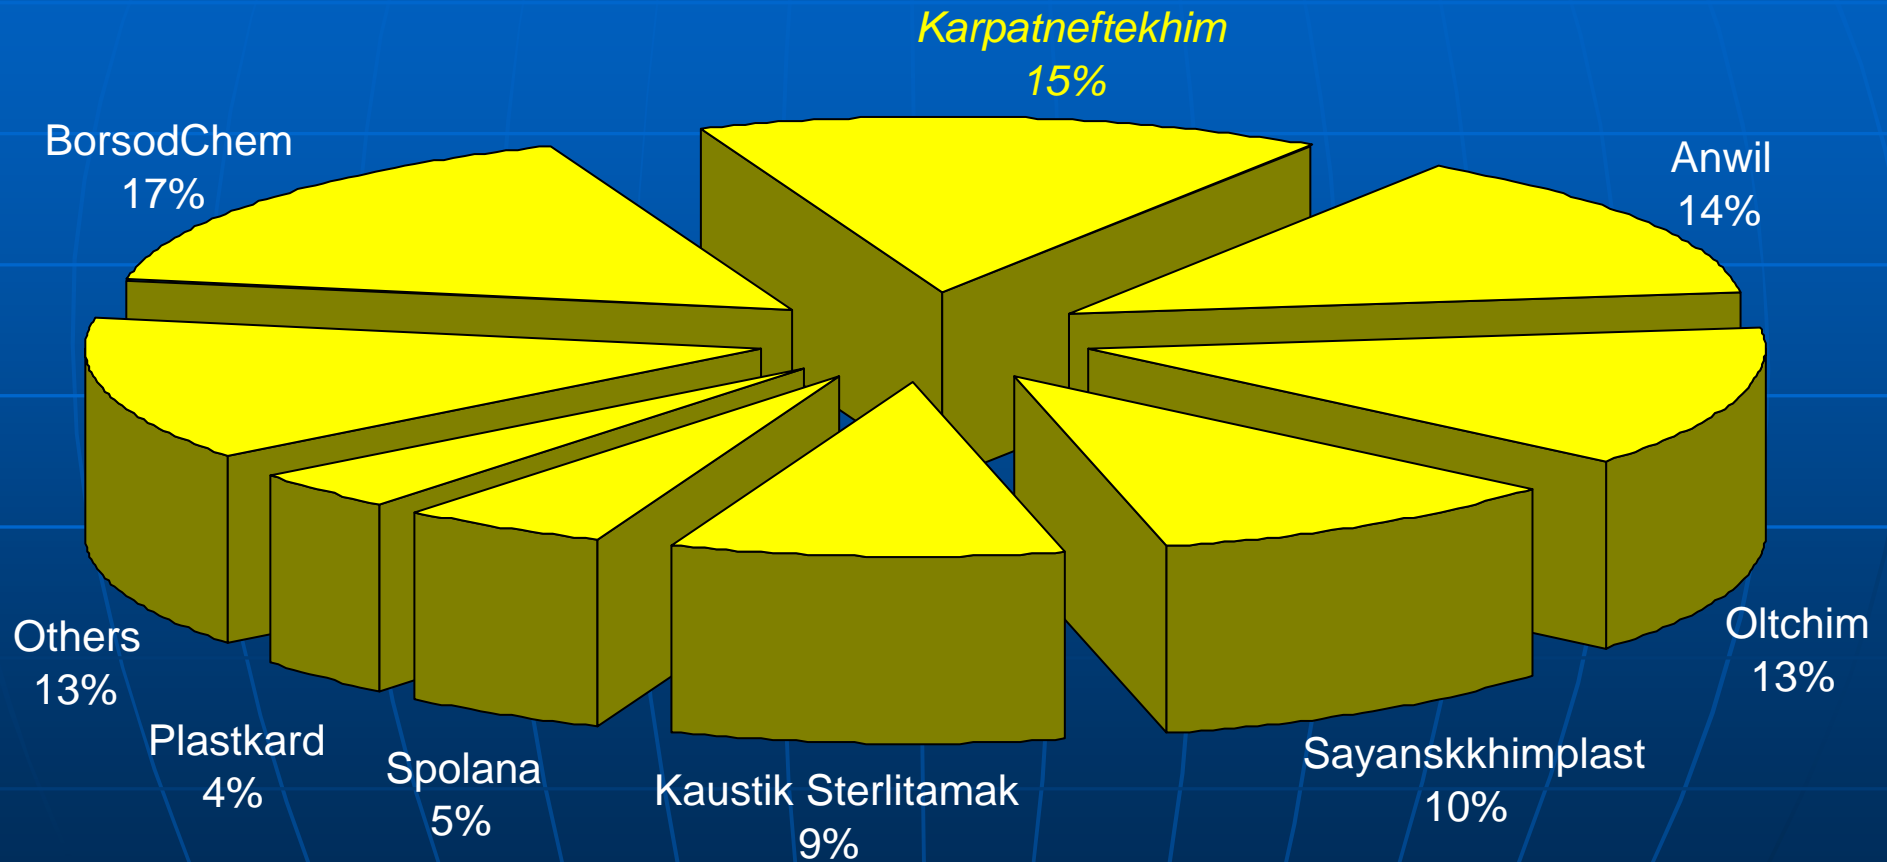 Karpatneftekhim
15%
BorsodChem
17%
Anwil
14%
Others
13%
Oltchim
13%
Plastkard
4%
Spolana
5%
Kaustik Sterlitamak
9%
Sayanskkhimplast
10%